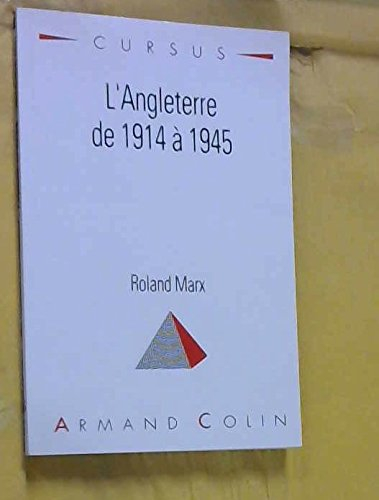 CURSUS
L'Angleterre
de 1914 à 1945
Roland Marx
ARMAND COLIN